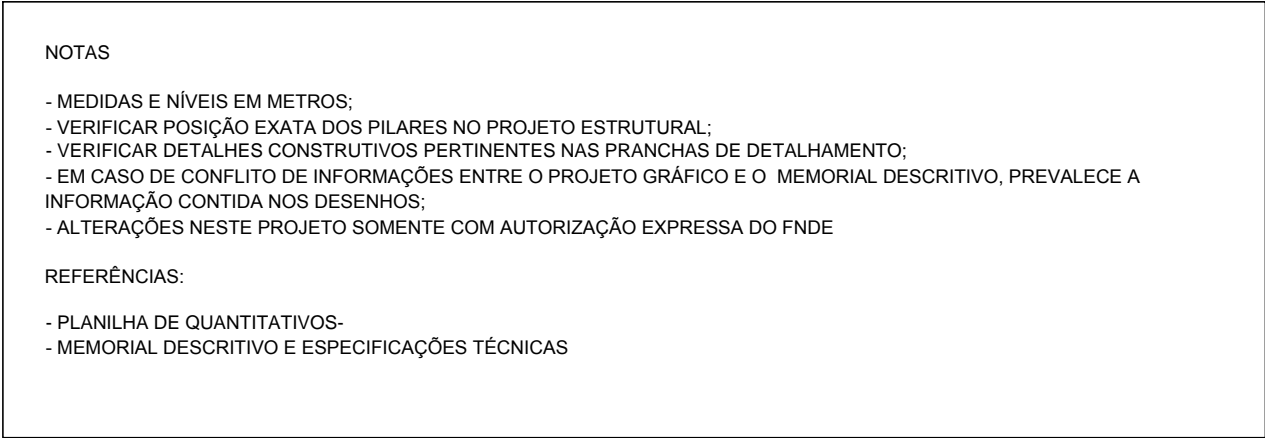 NOTAS
- MEDIDAS E NÍVEIS EM METROS;
- VERIFICAR POSIÇÃO EXATA DOS PILARES NO PROJETO ESTRUTURAL;
- VERIFICAR DETALHES CONSTRUTIVOS PERTINENTES NAS PRANCHAS DE DETALHAMENTO;
- EM CASO DE CONFLITO DE INFORMAÇÕES ENTRE O PROJETO GRÁFICO E O  MEMORIAL DESCRITIVO, PREVALECE A
INFORMAÇÃO CONTIDA NOS DESENHOS;
- ALTERAÇÕES NESTE PROJETO SOMENTE COM AUTORIZAÇÃO EXPRESSA DO FNDE
REFERÊNCIAS:
- PLANILHA DE QUANTITATIVOS-
- MEMORIAL DESCRITIVO E ESPECIFICAÇÕES TÉCNICAS